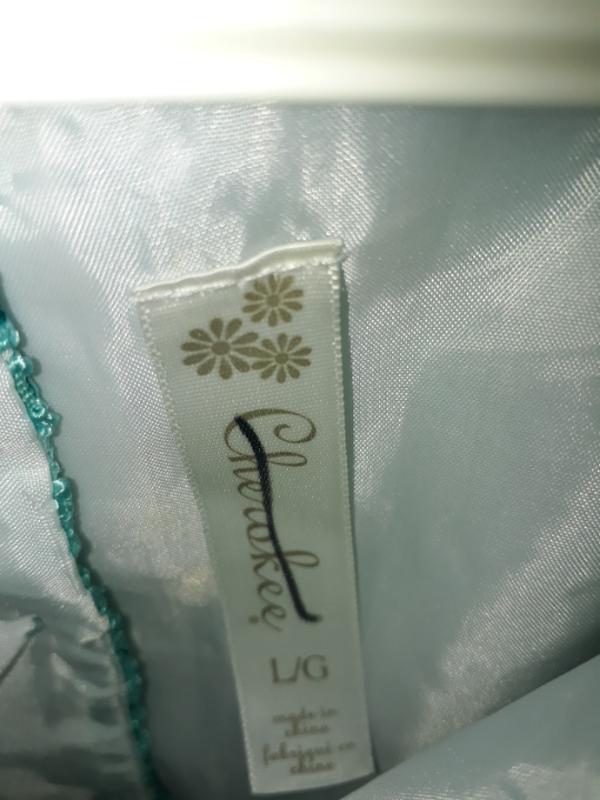 Cherokee
L/G
made in
china
fabriqué en
chine